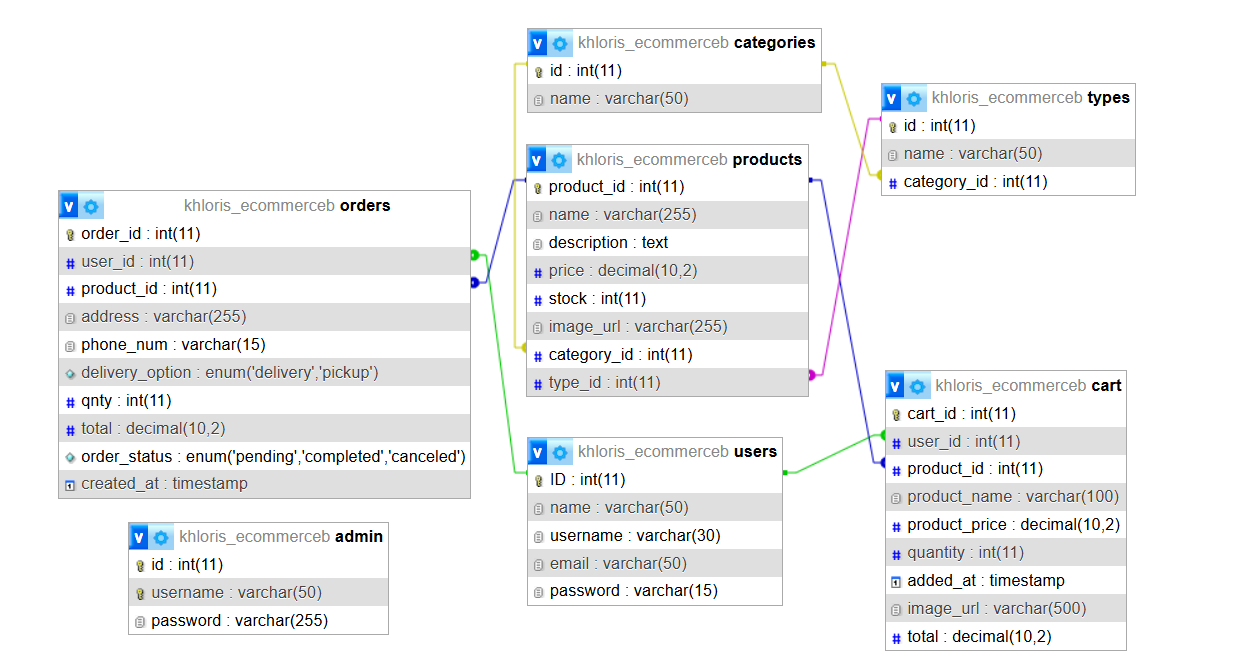 v khloris_ecommerceb categories
id : int(11)
name : varchar(50)
v khloris_ecommerceb types
id : int(11)
name : varchar(50)
# category_id : int(11)
v khloris_ecommerceb products
product_id : int(11)
name : varchar(255)
description : text
# price : decimal(10,2)
# stock : int(11)
image_url : varchar(255)
# category_id : int(11)
# type_id : int(11)
v khloris_ecommerceb orders
order_id : int(11)
# user_id : int(11)
# product_id : int(11)
address : varchar(255)
phone_num : varchar(15)
delivery_option : enum('delivery','pickup')
# qnty : int(11)
# total : decimal(10,2)
order_status : enum('pending','completed','canceled')
created_at : timestamp
v khloris_ecommerceb cart
cart_id : int(11)
# user_id : int(11)
# product_id : int(11)
product_name : varchar(100)
# product_price : decimal(10,2)
# quantity : int(11)
added_at : timestamp
image_url : varchar(500)
# total : decimal(10,2)
v khloris_ecommerceb users
ID : int(11)
name : varchar(50)
username : varchar(30)
email : varchar(50)
password : varchar(15)
v khloris_ecommerceb admin
id : int(11)
username : varchar(50)
password : varchar(255)